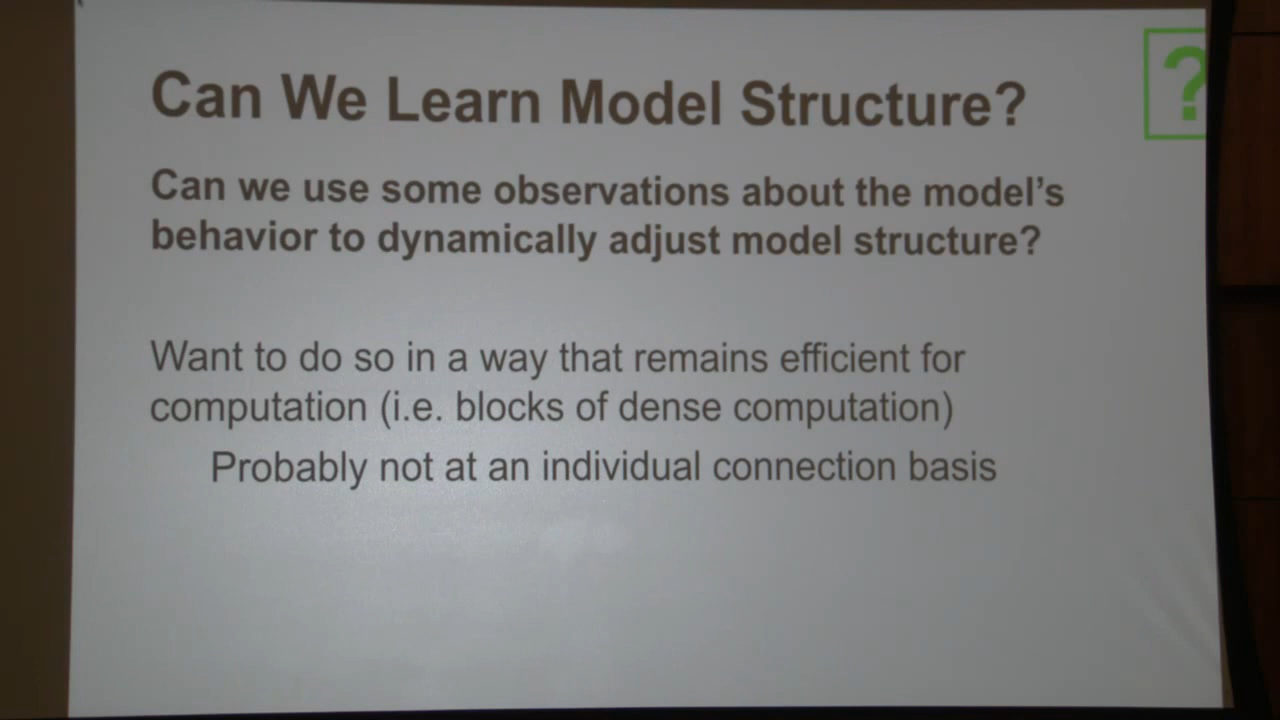 ?
Can We Learn Model Structure?
Can we use some observations about the model's
behavior to dynamically adjust model structure?
Want to do so in a way that remains efficient for
computation (i.e. blocks of dense computation)
Probably not at an individual connection basis